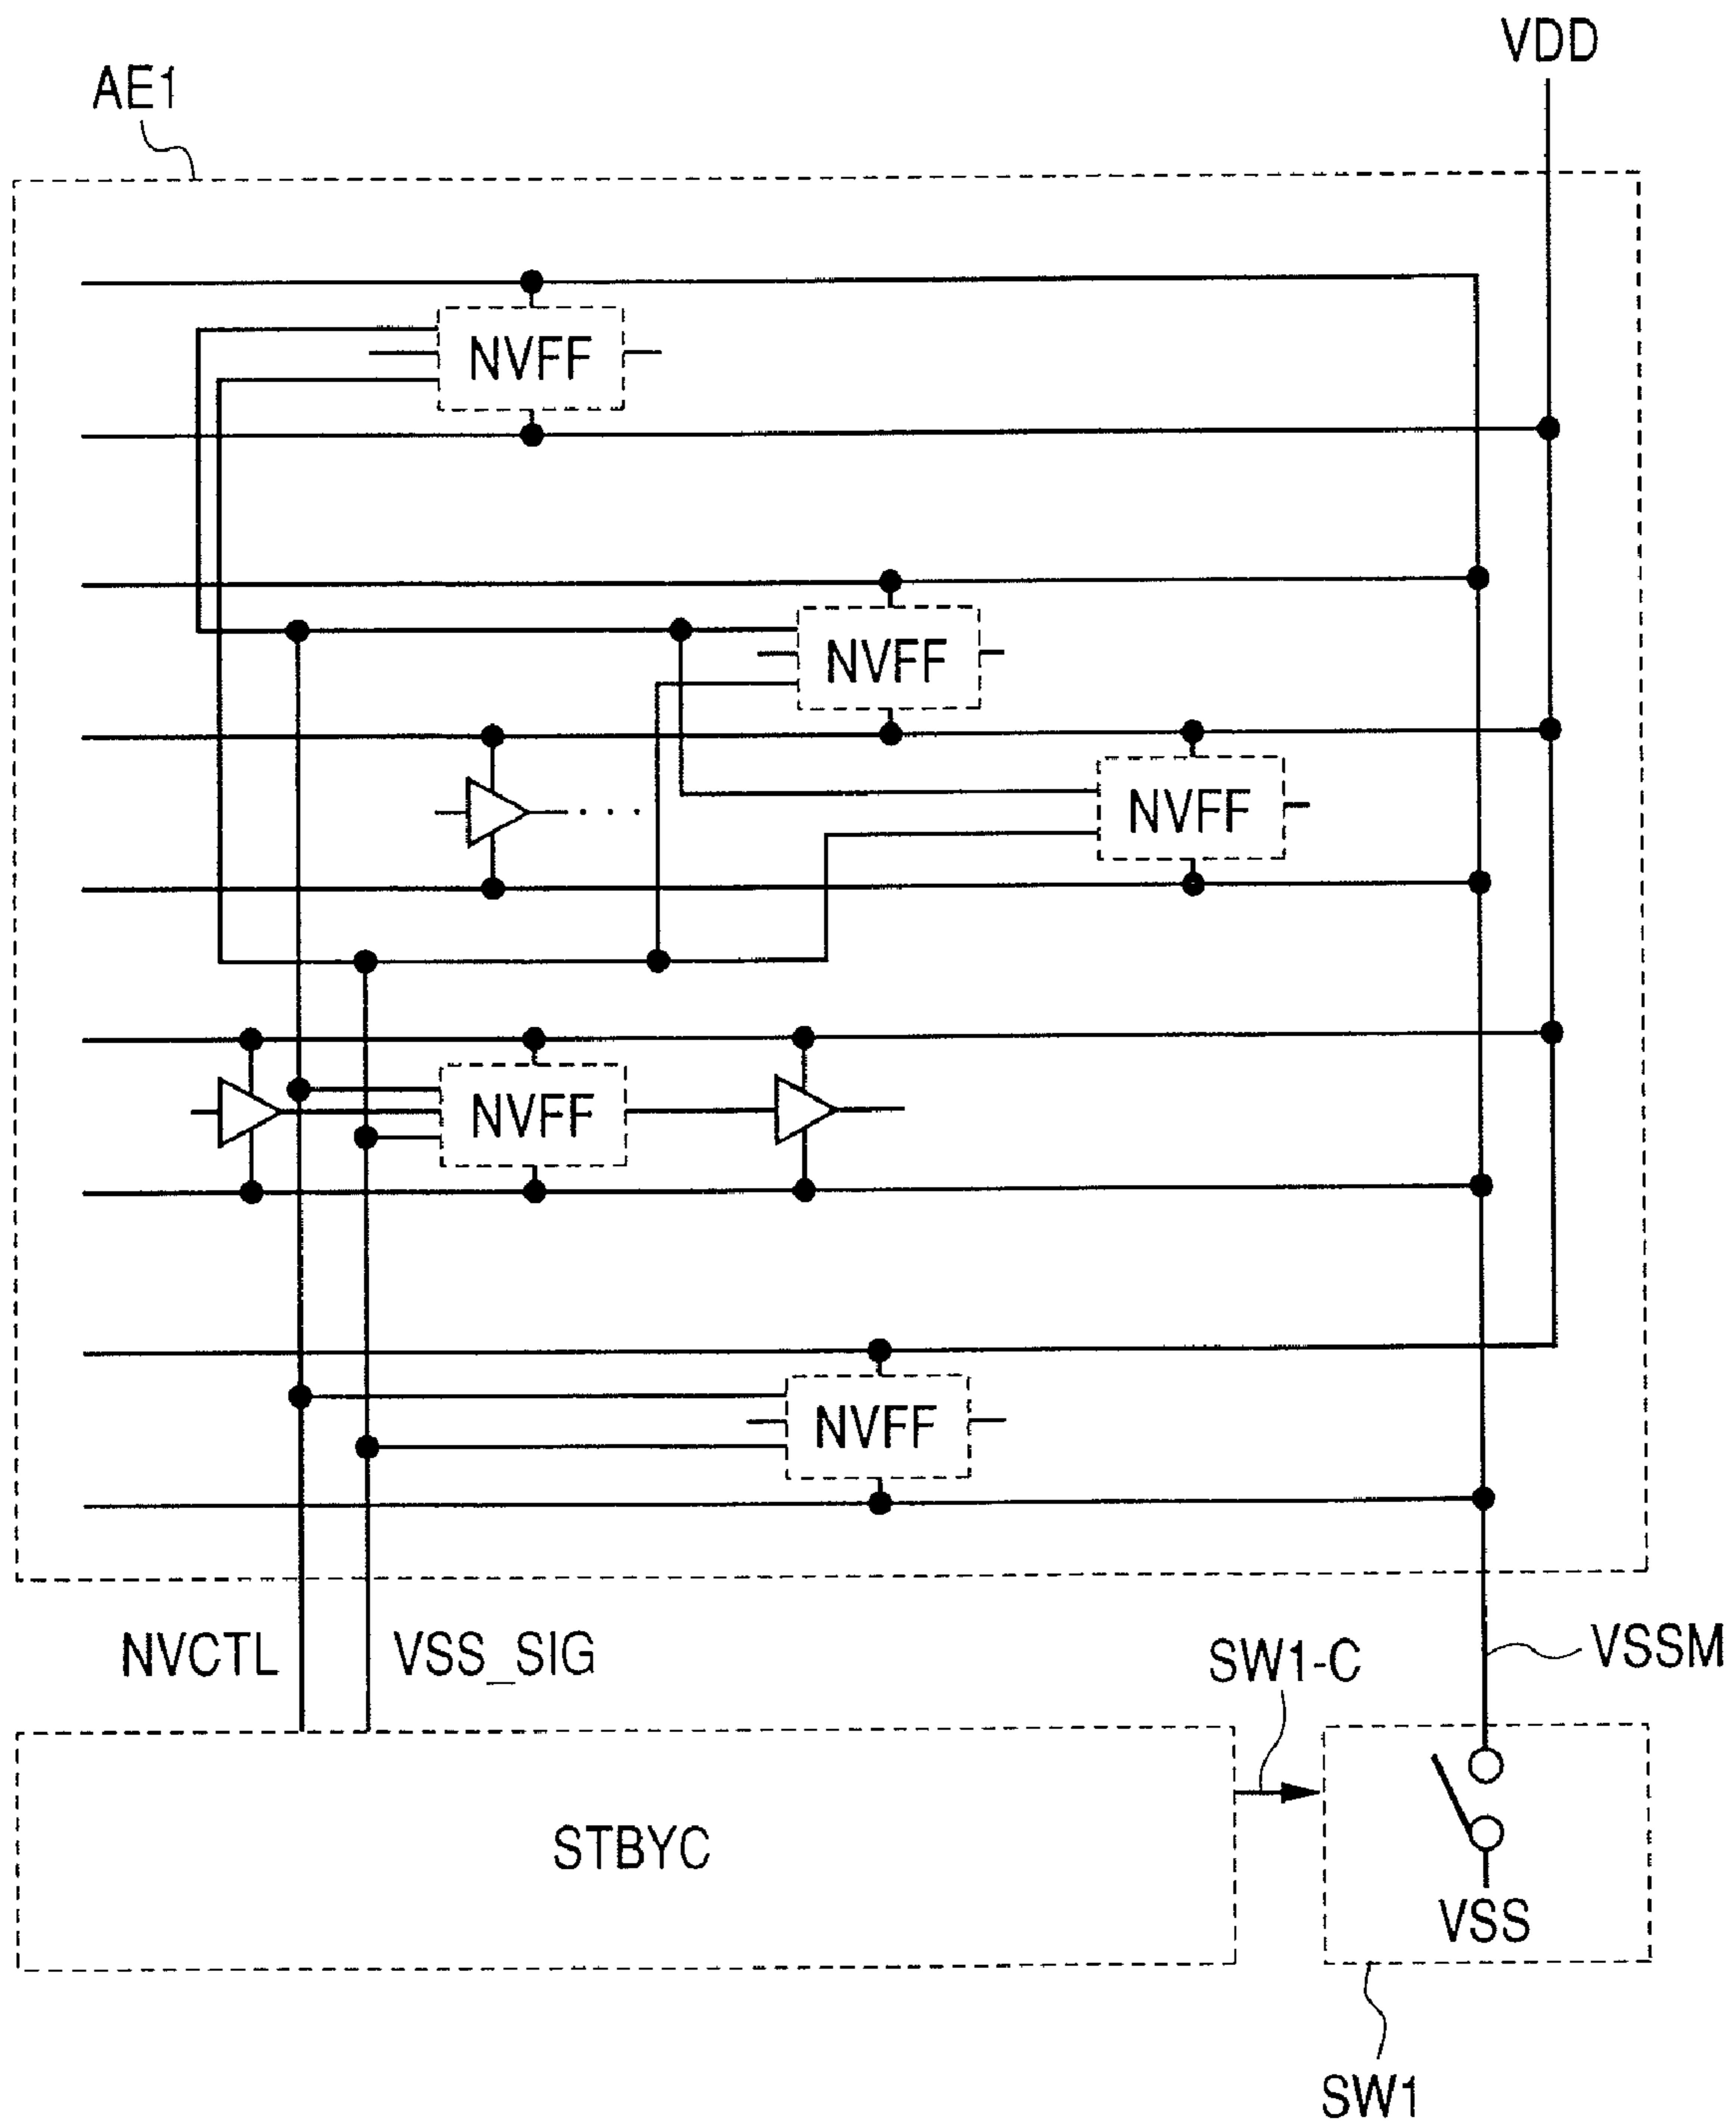 VDD
AE1
NVFF
NVFF
NVFF
NVFF
NVFF
NVCTL
VSS_SIG
SW1-C
VSSM
STBYC
VSS
SW1